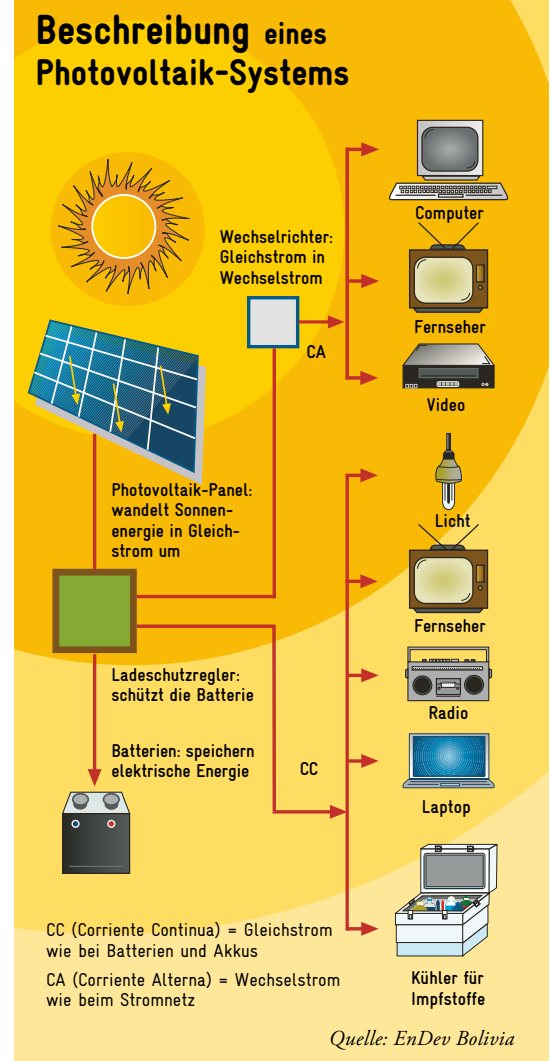 Beschreibung eines
Photovoltaik-Systems
Computer
Wechselrichter:
Gleichstrom in
Wechselstrom
CA
Fernseher
Video
Photovoltaik-Panel:
wandelt Sonnen-
energie in Gleich-
strom um
Licht
Fernseher
Ladeschutzregler:
schützt die Batterie
Radio
Batterien: speichern
elektrische Energie
CC
Laptop
CC (Corriente Continua) = Gleichstrom
wie bei Batterien und Akkus
CA (Corriente Alterna) = Wechselstrom
wie beim Stromnetz
Kühler für
Impfstoffe
Quelle: EnDev Bolivia